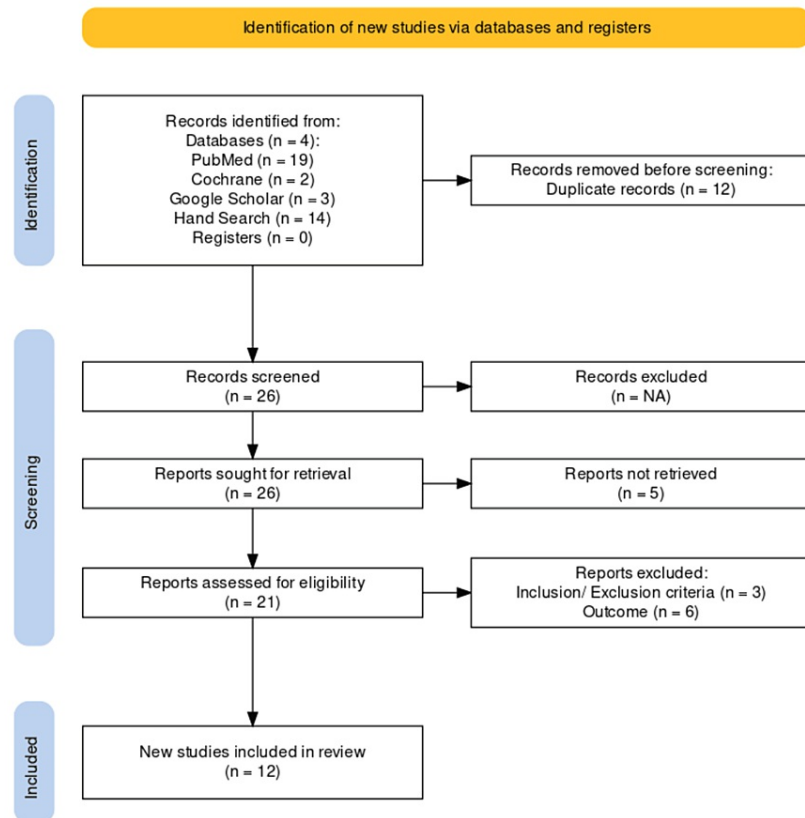 Identification of new studies via databases and registers
Identification
Records identified from:
Databases (n = 4):
PubMed (n = 19)
Cochrane (n = 2)
Google Scholar (n = 3)
Hand Search (n = 14)
Registers (n = 0)
Records removed before screening:
Duplicate records (n = 12)
Screening
Records screened
(n = 26)
Records excluded
(n = NA)
Reports sought for retrieval
(n = 26)
Reports not retrieved
(n = 5)
Reports assessed for eligibility
(n = 21)
Reports excluded:
Inclusion/ Exclusion criteria (n = 3)
Outcome (n = 6)
Included
New studies included in review
(n = 12)